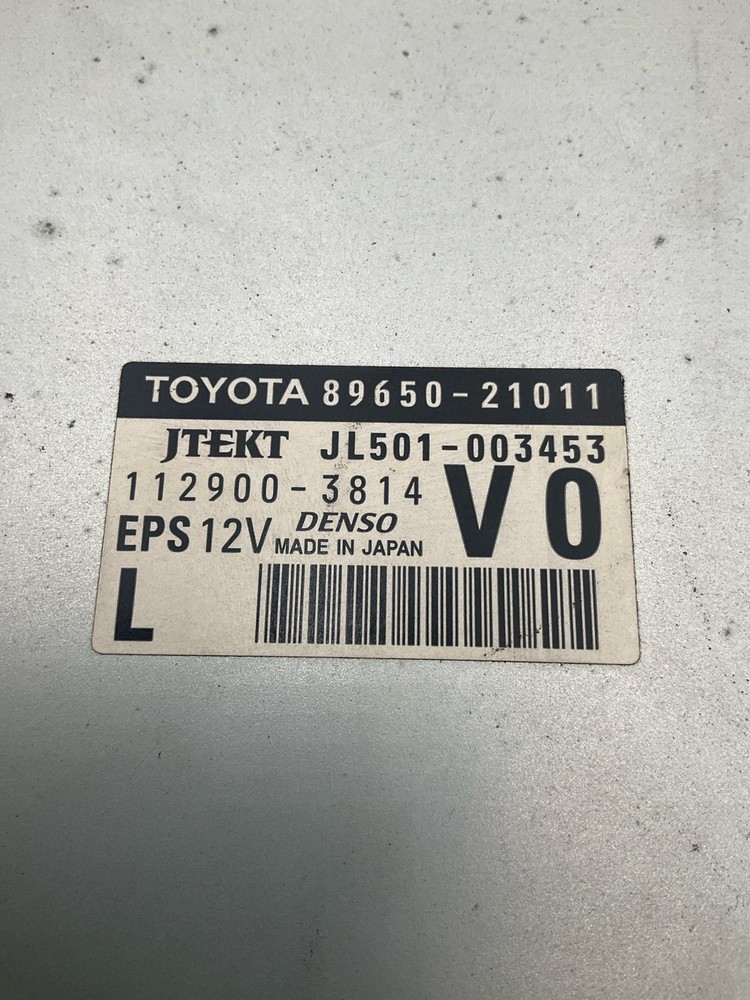 TOYOTA 89650-21011
JTEKT JL501-003453
112900-3814 V0
EPS 12V DENSO
MADE IN JAPAN
L